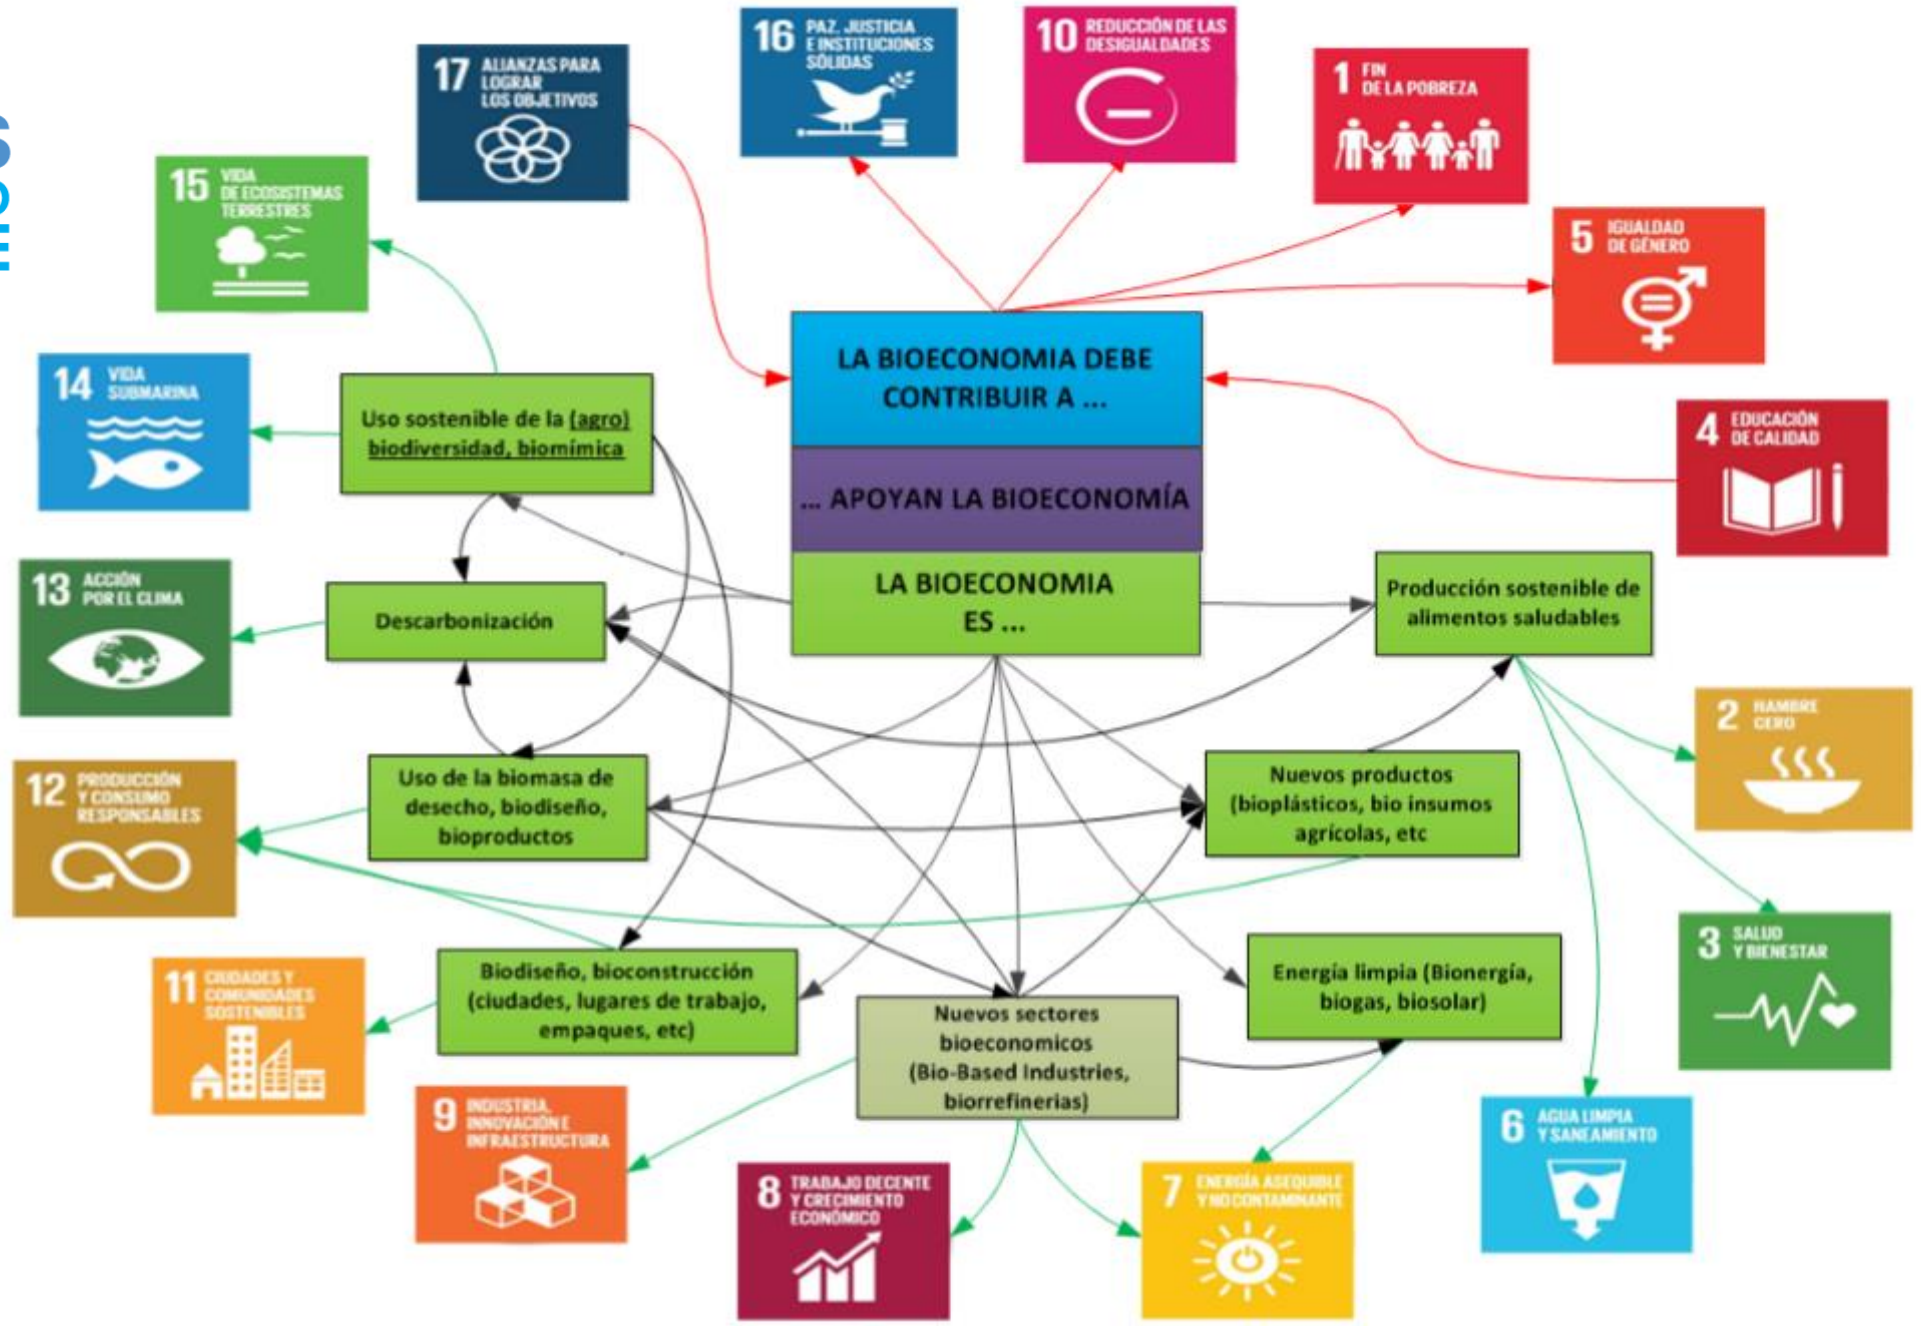 16 PAZ, JUSTICIA
E INSTITUCIONES
SÓLIDAS
10 REDUCCIÓN DE LAS
DESIGUALDADES
17 ALIANZAS PARA
LOGRAR
LOS OBJETIVOS
1 FIN
DE LA POBREZA
15 VIDA
DE ECOSISTEMAS
TERRESTRES
5 IGUALDAD
DE GÉNERO
14 VIDA
SUBMARINA
LA BIOECONOMIA DEBE
CONTRIBUIR A ...
4 EDUCACIÓN
DE CALIDAD
Uso sostenible de la (agro)
biodiversidad, biomímica
... APOYAN LA BIOECONOMÍA
13 ACCIÓN
POR EL CLIMA
Descarbonización
LA BIOECONOMIA
ES ...
Producción sostenible de
alimentos saludables
2 HAMBRE
CERO
12 PRODUCCIÓN
Y CONSUMO
RESPONSABLES
Uso de la biomasa de
desecho, biodiseño,
bioproductos
Nuevos productos
(bioplásticos, bio insumos
agrícolas, etc
3 SALUD
Y BIENESTAR
11 CIUDADES Y
COMUNIDADES
SOSTENIBLES
Biodiseño, bioconstrucción
(ciudades, lugares de trabajo,
empaques, etc)
Nuevos sectores
bioeconomicos
(Bio-Based Industries,
biorrefinerias)
Energía limpia (Bionergía,
biogas, biosolar)
9 INDUSTRIA,
INNOVACIÓN E
INFRAESTRUCTURA
8 TRABAJO DECENTE
Y CRECIMIENTO
ECONÓMICO
7 ENERGÍA ASEQUIBLE
Y NO CONTAMINANTE
6 AGUA LIMPIA
Y SANEAMIENTO